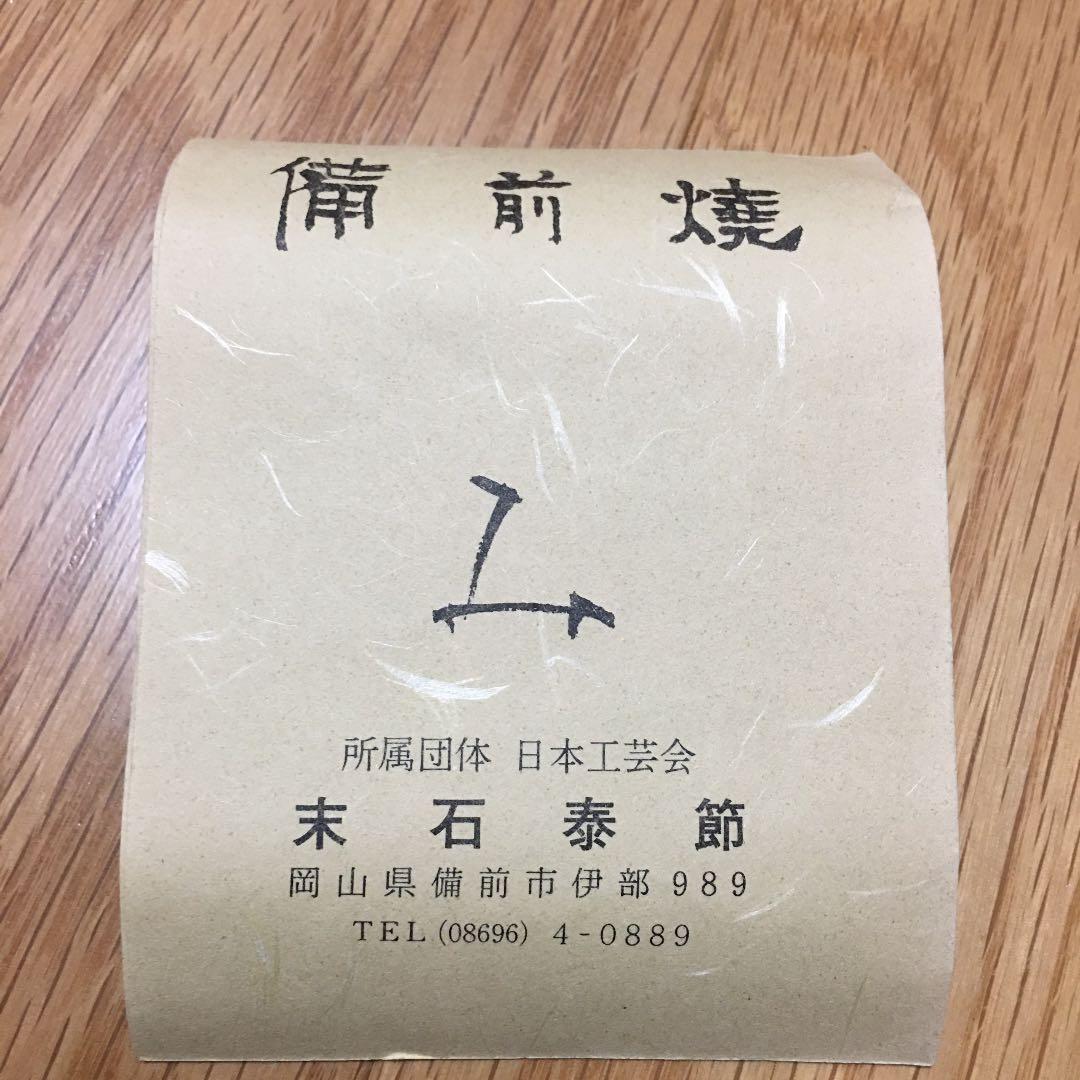 備前焼
所属団体 日本工芸会
末石泰節
岡山県備前市伊部989
TEL (08696) 4-0889